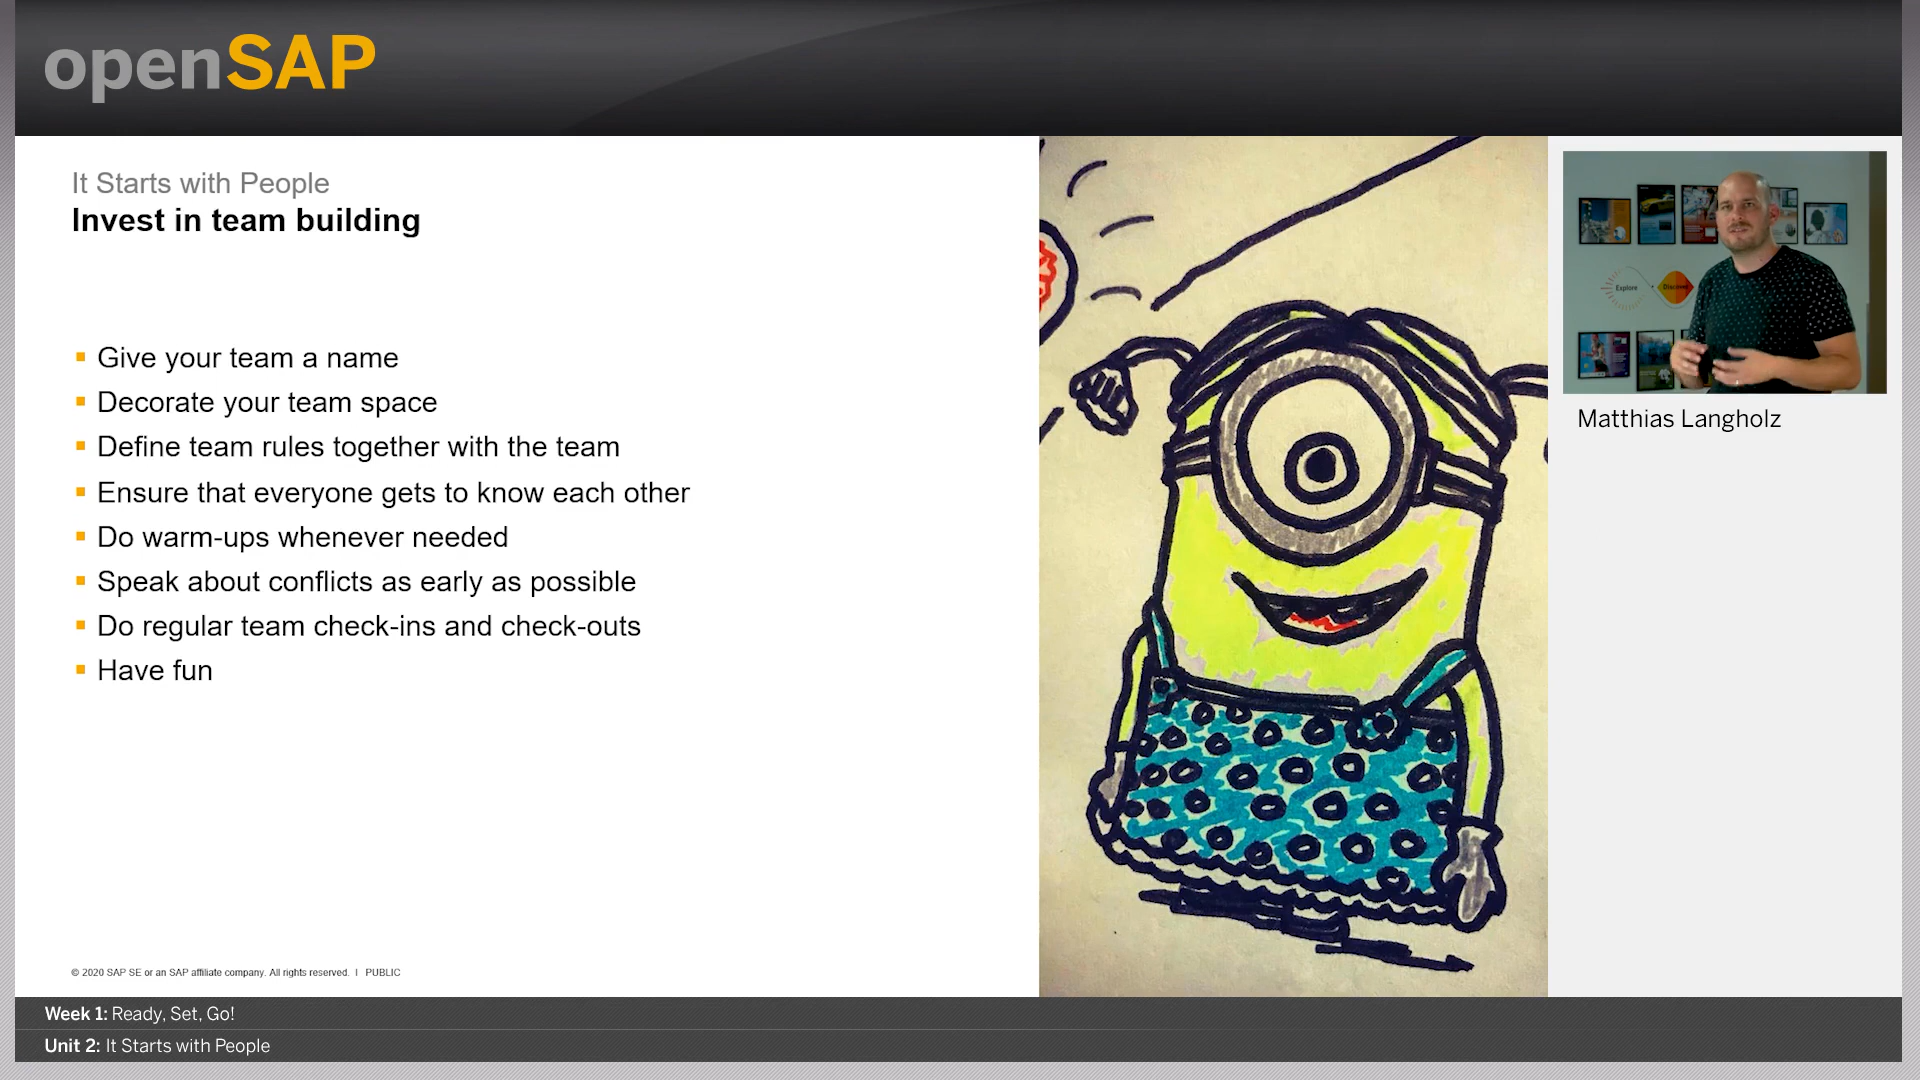 openSAP
It Starts with People
Invest in team building
Give your team a name
Decorate your team space
Define team rules together with the team
Ensure that everyone gets to know each other
Do warm-ups whenever needed
Speak about conflicts as early as possible
Do regular team check-ins and check-outs
Have fun
Explore
Discover
Matthias Langholz
© 2020 SAP SE or an SAP affiliate company. All rights reserved. I PUBLIC
Week 1: Ready, Set, Go!
Unit 2: It Starts with People